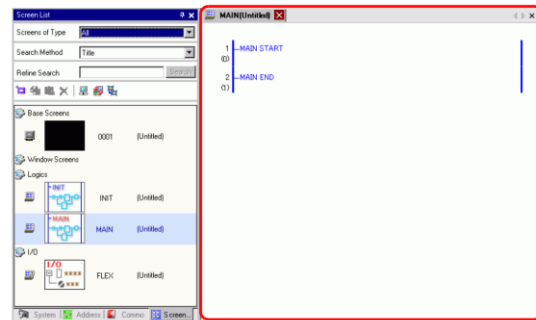 Screen List
Screens of Type All
Search Method Title
Refine Search Search
Base Screens
0001 (Untitled)
Window Screens
Logics
INIT
INIT (Untitled)
MAIN
MAIN (Untitled)
I/O
I/O
xxxx
xxx
FLEX (Untitled)
System Address Commo Screen..
MAIN(Untitled)
1 MAIN START
(0)
2 MAIN END
(1)